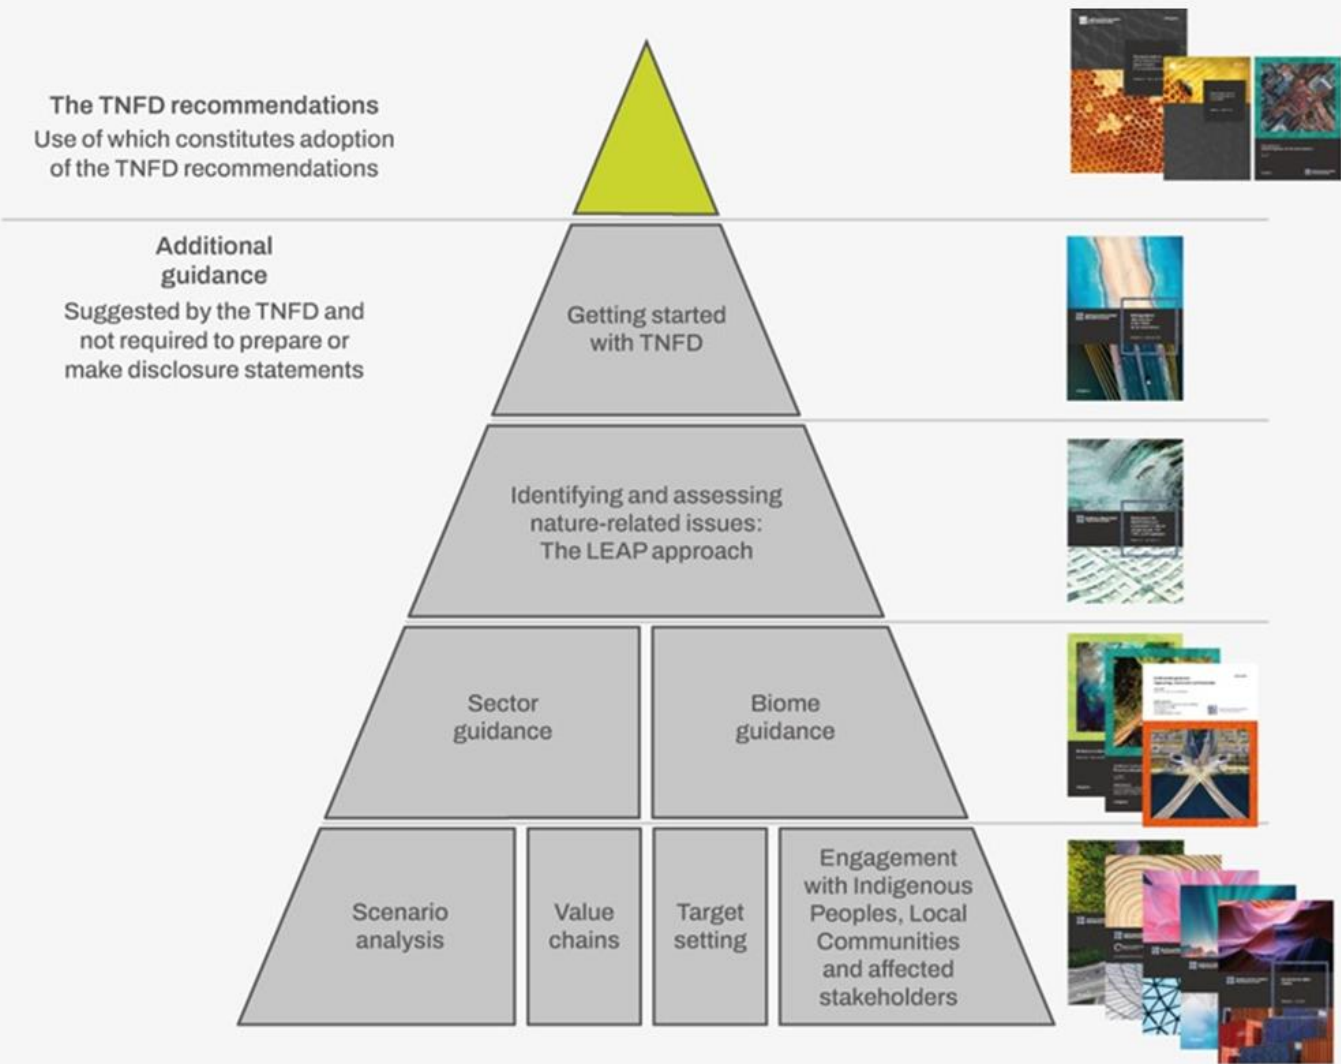 The TNFD recommendations
Use of which constitutes adoption
of the TNFD recommendations
Additional
guidance
Suggested by the TNFD and
not required to prepare or
make disclosure statements
Getting started
with TNFD
Identifying and assessing
nature-related issues:
The LEAP approach
Sector
guidance
Biome
guidance
Scenario
analysis
Value
chains
Target
setting
Engagement
with Indigenous
Peoples, Local
Communities
and affected
stakeholders